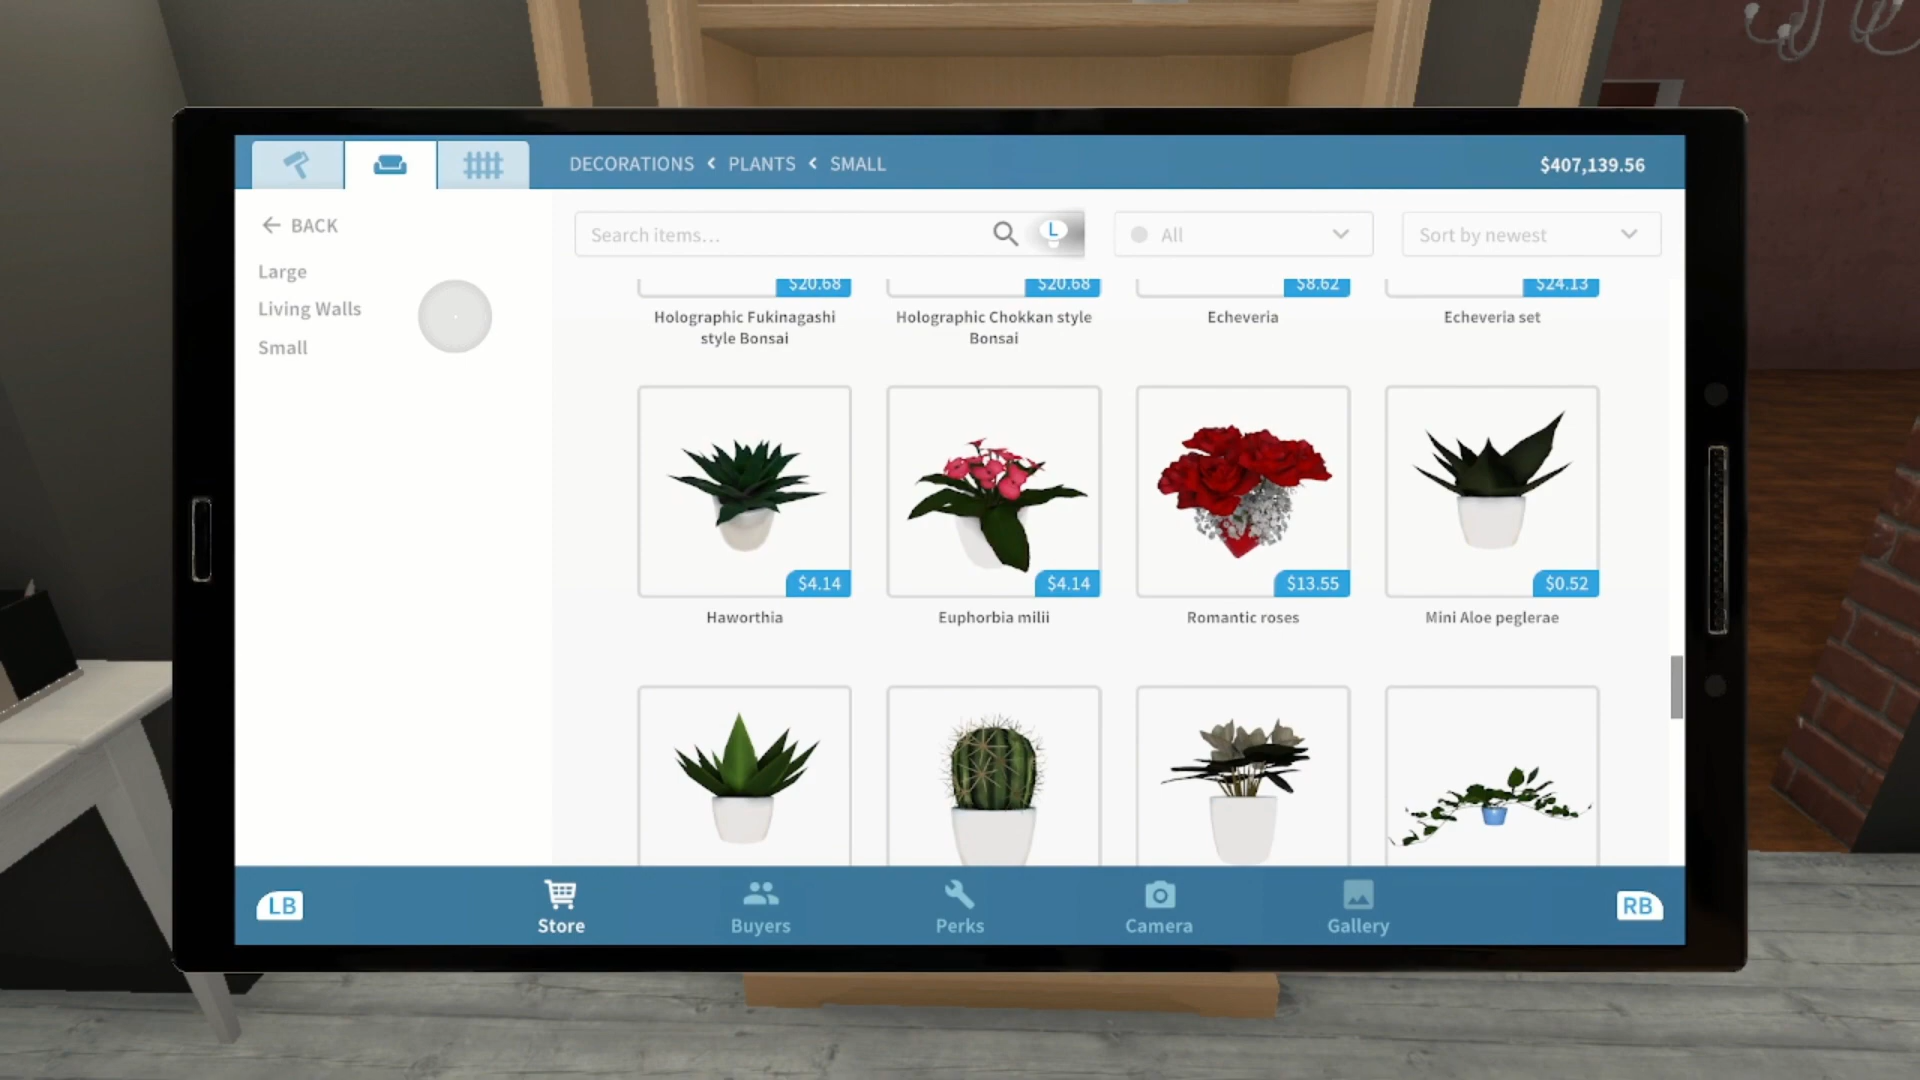 DECORATIONS < PLANTS < SMALL
$407,139.56
BACK
Large
Living Walls
Small
Search items...
L
All
Sort by newest
$20.68
$20.68
$8.62
$24.13
Holographic Fukinagashi
style Bonsai
Holographic Chokkan style
Bonsai
Echeveria
Echeveria set
$4.14
$4.14
$13.55
$0.52
Haworthia
Euphorbia milii
Romantic roses
Mini Aloe peglerae
LB
Store
Buyers
Perks
Camera
Gallery
RB